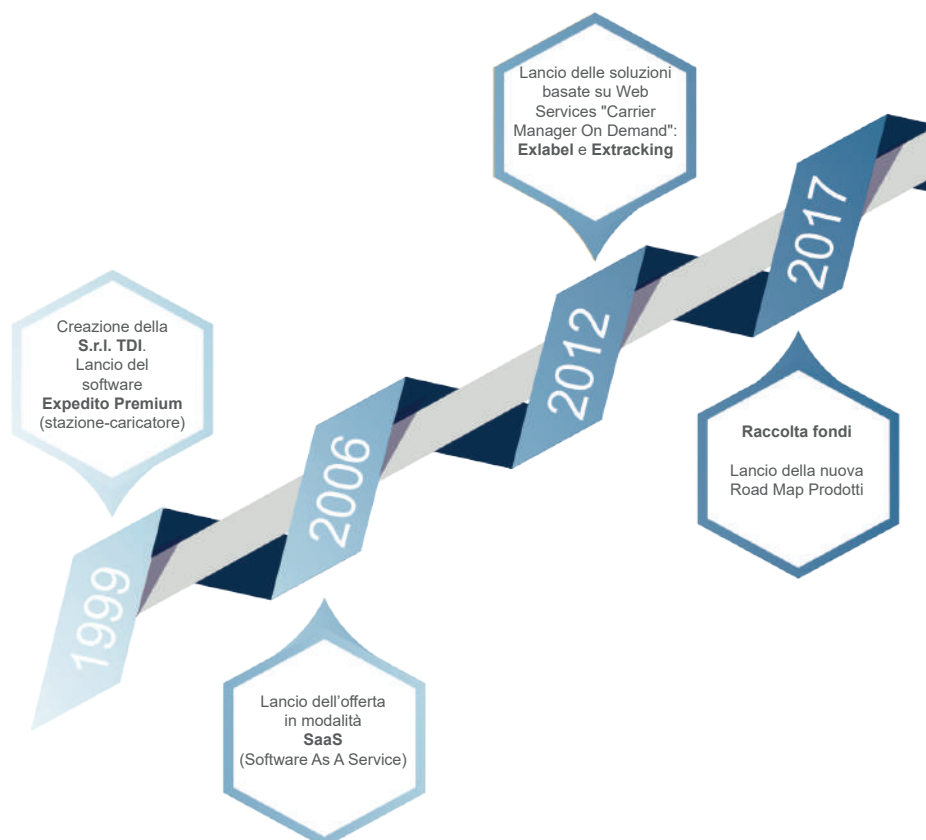 1999
Creazione della
S.r.l. TDI.
Lancio del
software
Expedito Premium
(stazione-caricatore)
2006
Lancio dell’offerta
in modalità
SaaS
(Software As A Service)
2012
Lancio delle soluzioni
basate su Web
Services "Carrier
Manager On Demand":
Exlabel e Extracking
2017
Raccolta fondi
Lancio della nuova
Road Map Prodotti